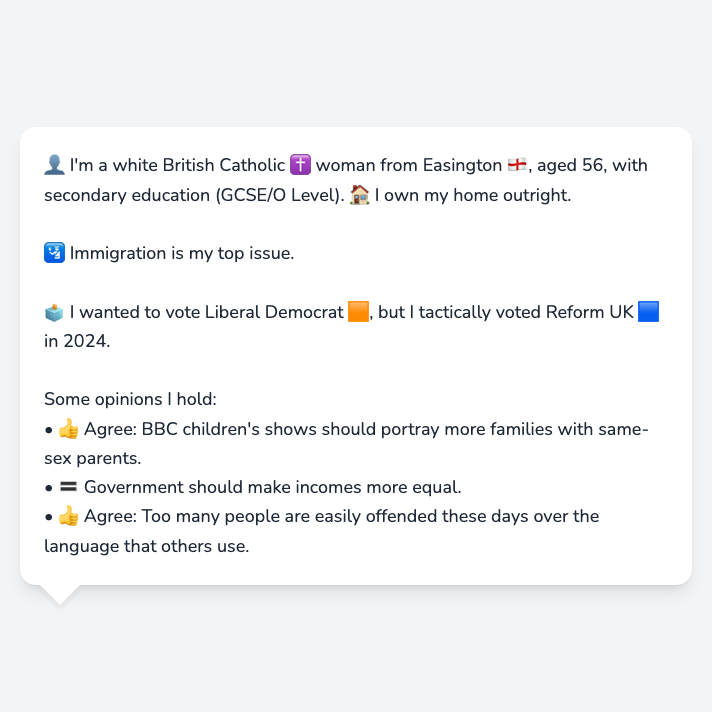 👤 I'm a white British Catholic ✝️ woman from Easington 🏴󠁧󠁢󠁥󠁮󠁧󠁿, aged 56, with
secondary education (GCSE/O Level). 🏠 I own my home outright.
🛂 Immigration is my top issue.
🗳️ I wanted to vote Liberal Democrat 🟧, but I tactically voted Reform UK 🟦
in 2024.
Some opinions I hold:
• 👍 Agree: BBC children's shows should portray more families with same-
sex parents.
• 🟰 Government should make incomes more equal.
• 👍 Agree: Too many people are easily offended these days over the
language that others use.